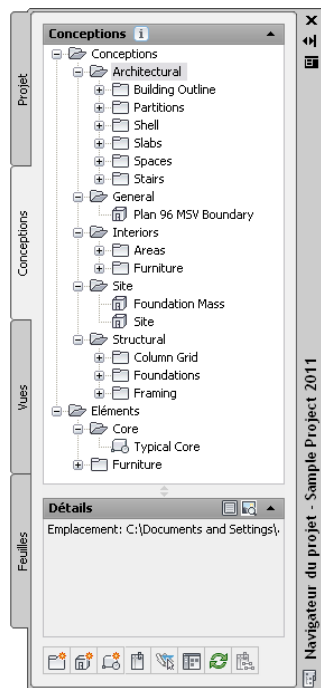 Projet
Conceptions
Vues
Feuilles
Conceptions
Conceptions
Architectural
Building Outline
Partitions
Shell
Slabs
Spaces
Stairs
General
Plan 96 MSV Boundary
Interiors
Areas
Furniture
Site
Foundation Mass
Site
Structural
Column Grid
Foundations
Framing
Eléments
Core
Typical Core
Furniture
Détails
Emplacement: C:\Documents and Settings\.
Navigateur du projet - Sample Project 2011